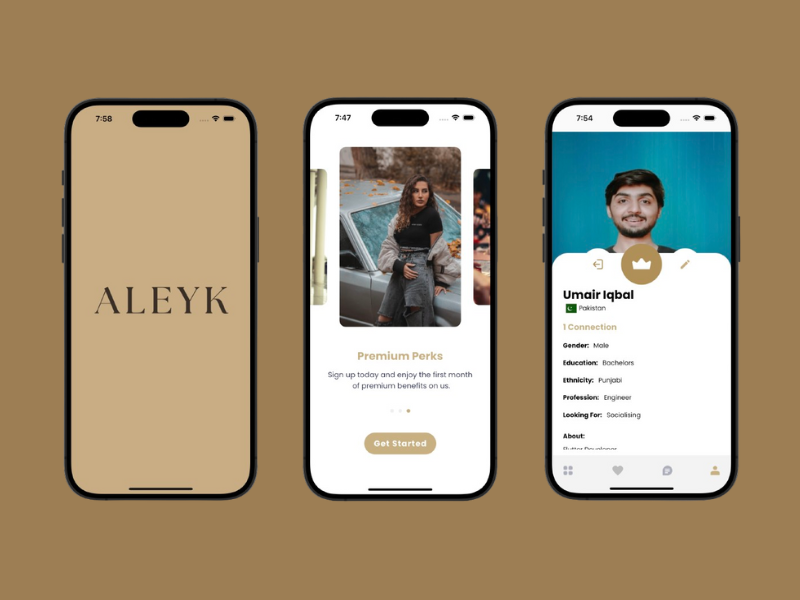 7:58
ALEYK
7:47
Premium Perks
Sign up today and enjoy the first month
of premium benefits on us.
Get Started
7:54
Umair Iqbal
Pakistan
1 Connection
Gender: Male
Education: Bachelors
Ethnicity: Punjabi
Profession: Engineer
Looking For: Socialising
About: